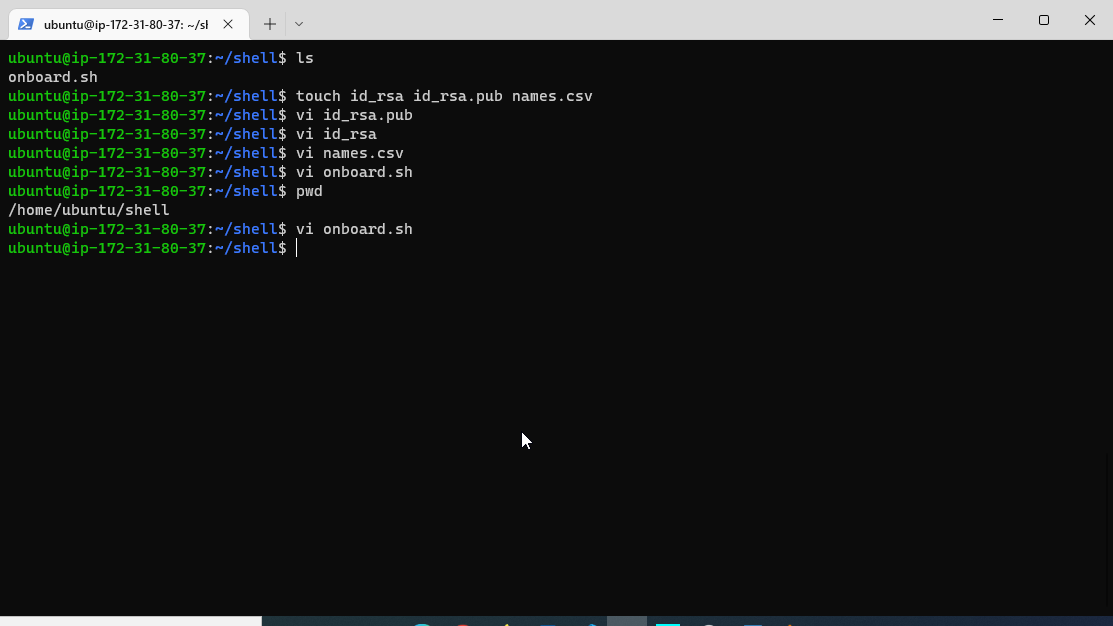 ubuntu@ip-172-31-80-37: ~/sl
ubuntu@ip-172-31-80-37:~/shell$ ls
onboard.sh
ubuntu@ip-172-31-80-37:~/shell$ touch id_rsa id_rsa.pub names.csv
ubuntu@ip-172-31-80-37:~/shell$ vi id_rsa.pub
ubuntu@ip-172-31-80-37:~/shell$ vi id_rsa
ubuntu@ip-172-31-80-37:~/shell$ vi names.csv
ubuntu@ip-172-31-80-37:~/shell$ vi onboard.sh
ubuntu@ip-172-31-80-37:~/shell$ pwd
/home/ubuntu/shell
ubuntu@ip-172-31-80-37:~/shell$ vi onboard.sh
ubuntu@ip-172-31-80-37:~/shell$